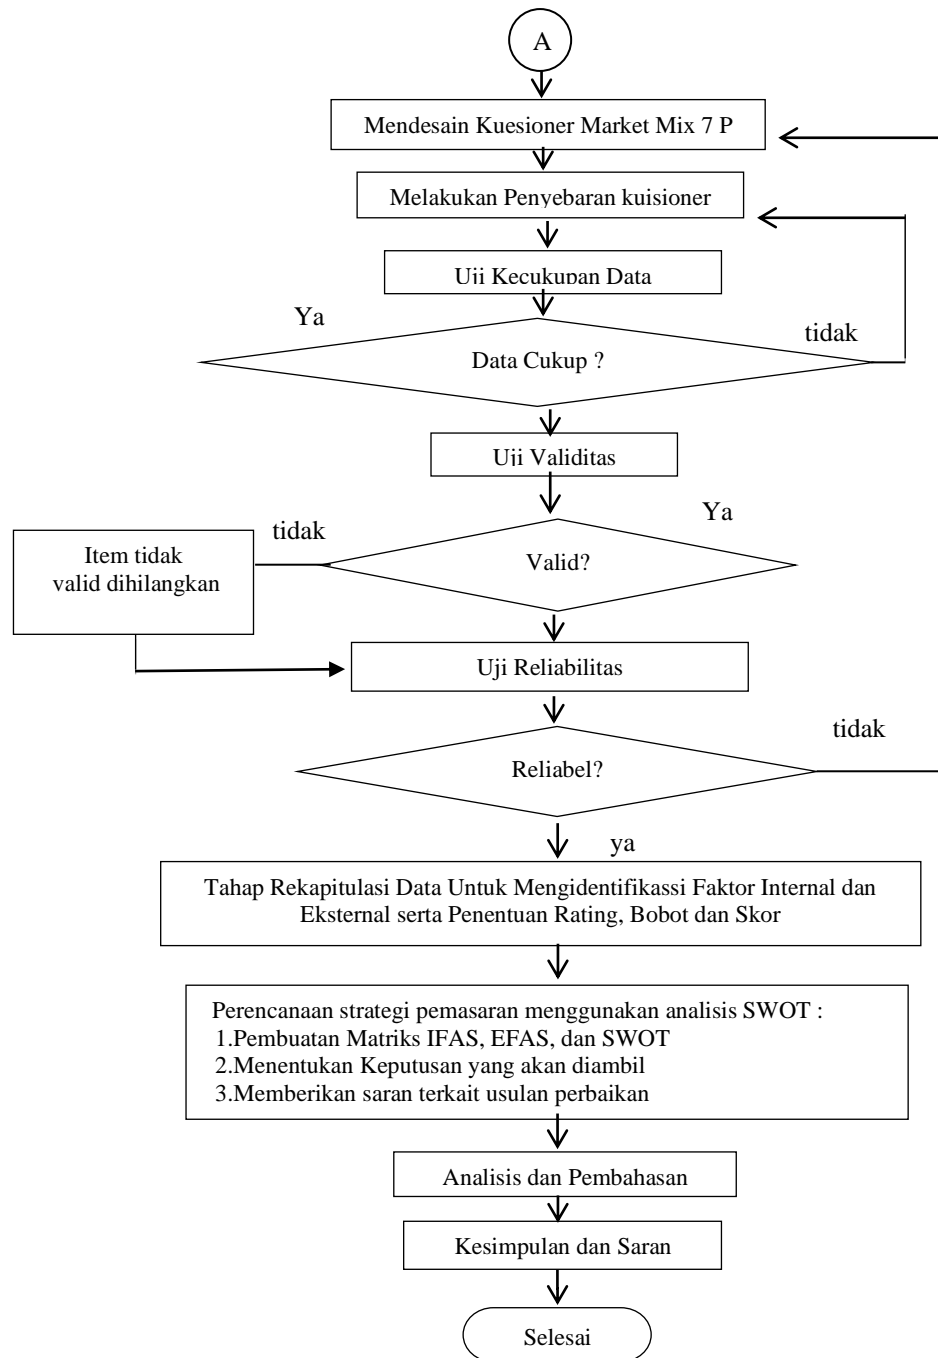 A
Mendesain Kuesioner Market Mix 7 P
Melakukan Penyebaran kuisioner
Uji Kecukupan Data
Ya
tidak
Data Cukup ?
Uji Validitas
Ya
tidak
Item tidak
valid dihilangkan
Valid?
Uji Reliabilitas
tidak
Reliabel?
ya
Tahap Rekapitulasi Data Untuk Mengidentifikassi Faktor Internal dan
Eksternal serta Penentuan Rating, Bobot dan Skor
Perencanaan strategi pemasaran menggunakan analisis SWOT :
1.Pembuatan Matriks IFAS, EFAS, dan SWOT
2.Menentukan Keputusan yang akan diambil
3.Memberikan saran terkait usulan perbaikan
Analisis dan Pembahasan
Kesimpulan dan Saran
Selesai